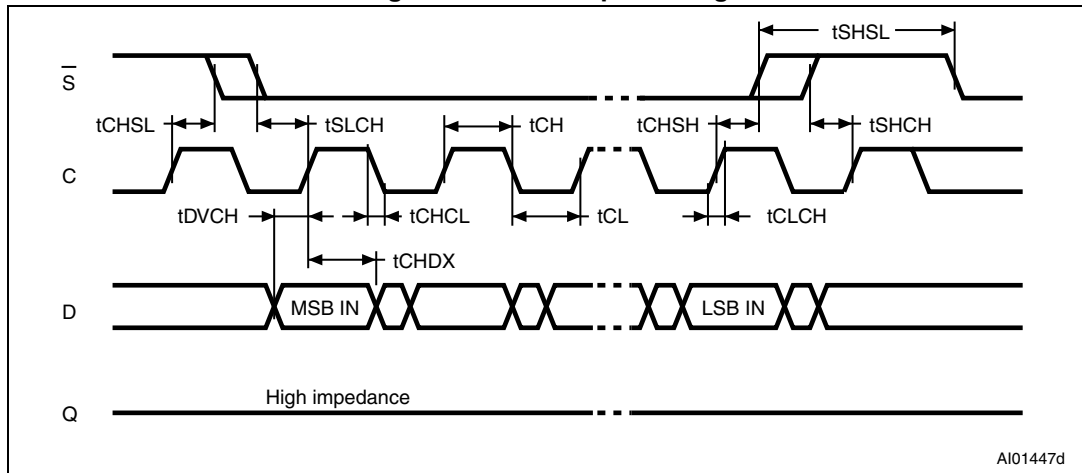 tSHSL
S
tCHSL
tSLCH
tCH
tCHSH
tSHCH
C
tDVCH
tCHCL
tCL
tCLCH
tCHDX
D
MSB IN
LSB IN
High impedance
Q
AI01447d